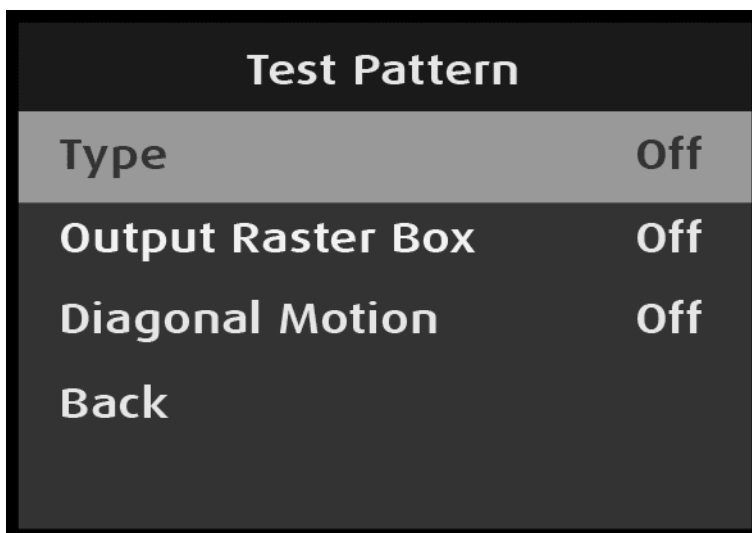 Test Pattern
Type Off
Output Raster Box Off
Diagonal Motion Off
Back